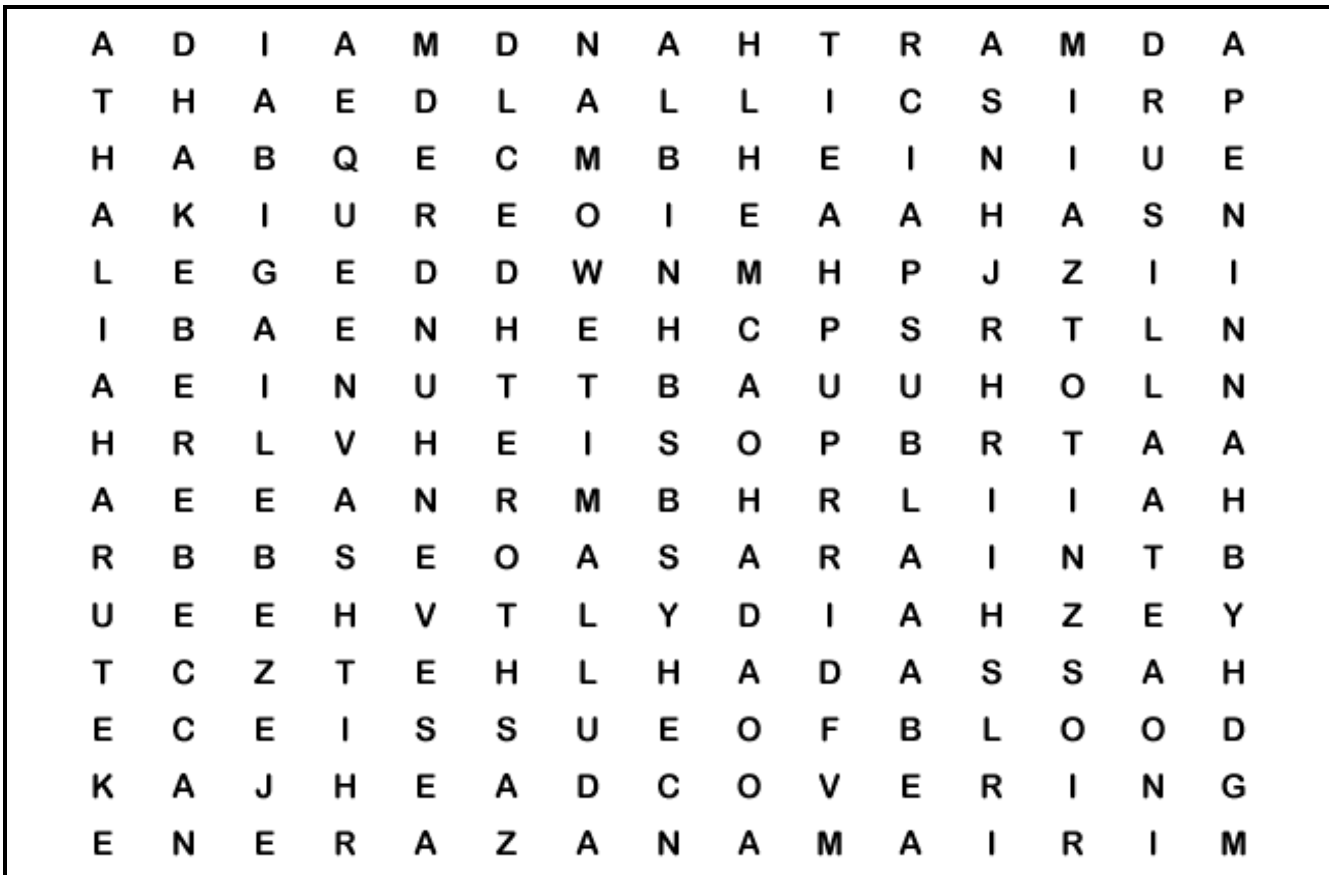 A D I A M D N A H T R A M D A
T H A E D L A L L I C S I R P
H A B Q E C M B H E I N I U E
A K I U R E O I E A A H A S N
L E G E D D W N M H P J Z I I
I B A E N H E H C P S R T L N
A E I N U T T B A U U H O L N
H R L V H E I S O P B R T A A
A E E A N R M B H R L I I A H
R B B S E O A S A R A I N T B
U E E H V T L Y D I A H Z E Y
T C Z T E H L H A D A S S A H
E C E I S S U E O F B L O O D
K A J H E A D C O V E R I N G
E N E R A Z A N A M A I R I M